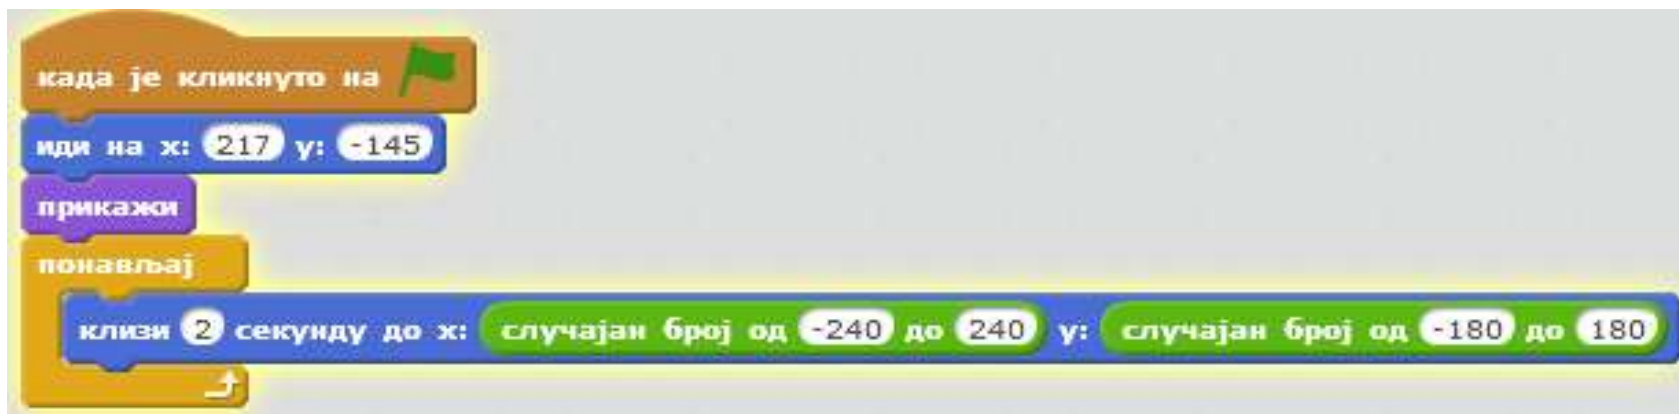 када је кликнуто на
иди на x: 217 y: -145
прикажи
понављај
клизи 2 секунду до x: случајан број од -240 до 240 y: случајан број од -180 до 180